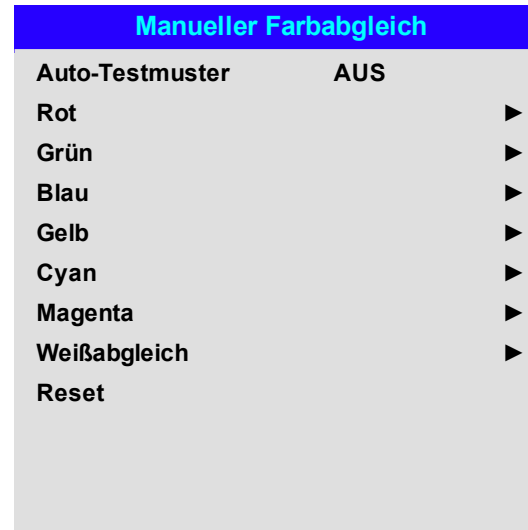 Manueller Farbabgleich
Auto-Testmuster AUS
Rot ►
Grün ►
Blau ►
Gelb ►
Cyan ►
Magenta ►
Weißabgleich ►
Reset